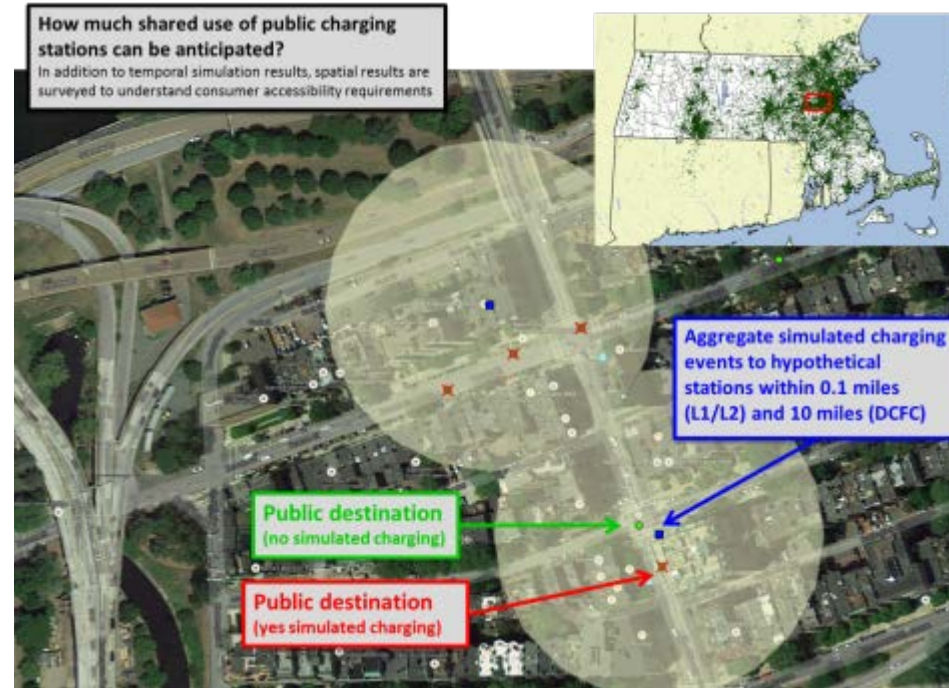 How much shared use of public charging
stations can be anticipated?
In addition to temporal simulation results, spatial results are
surveyed to understand consumer accessibility requirements
Aggregate simulated charging
events to hypothetical
stations within 0.1 miles
(L1/L2) and 10 miles (DCFC)
Public destination
(no simulated charging)
Public destination
(yes simulated charging)